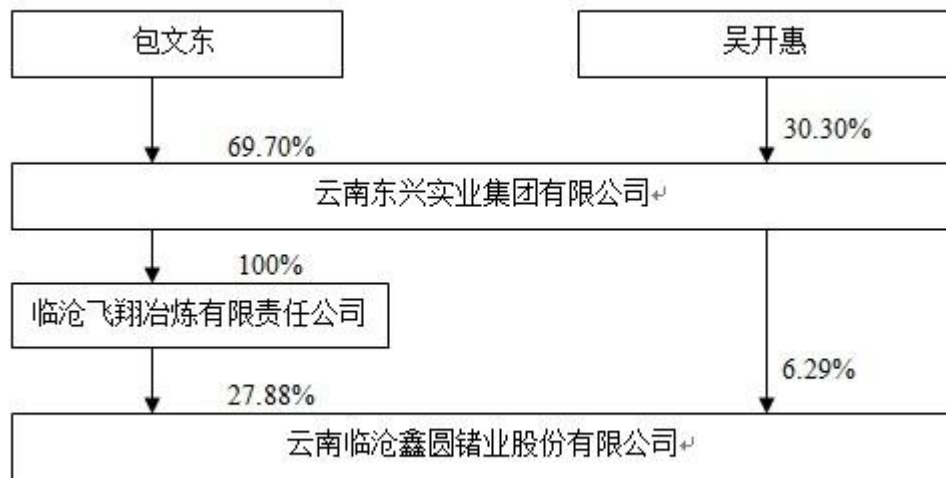 包文东
吴开惠
69.70%
30.30%
云南东兴实业集团有限公司
100%
临沧飞翔冶炼有限责任公司
27.88%
6.29%
云南临沧鑫圆锗业股份有限公司